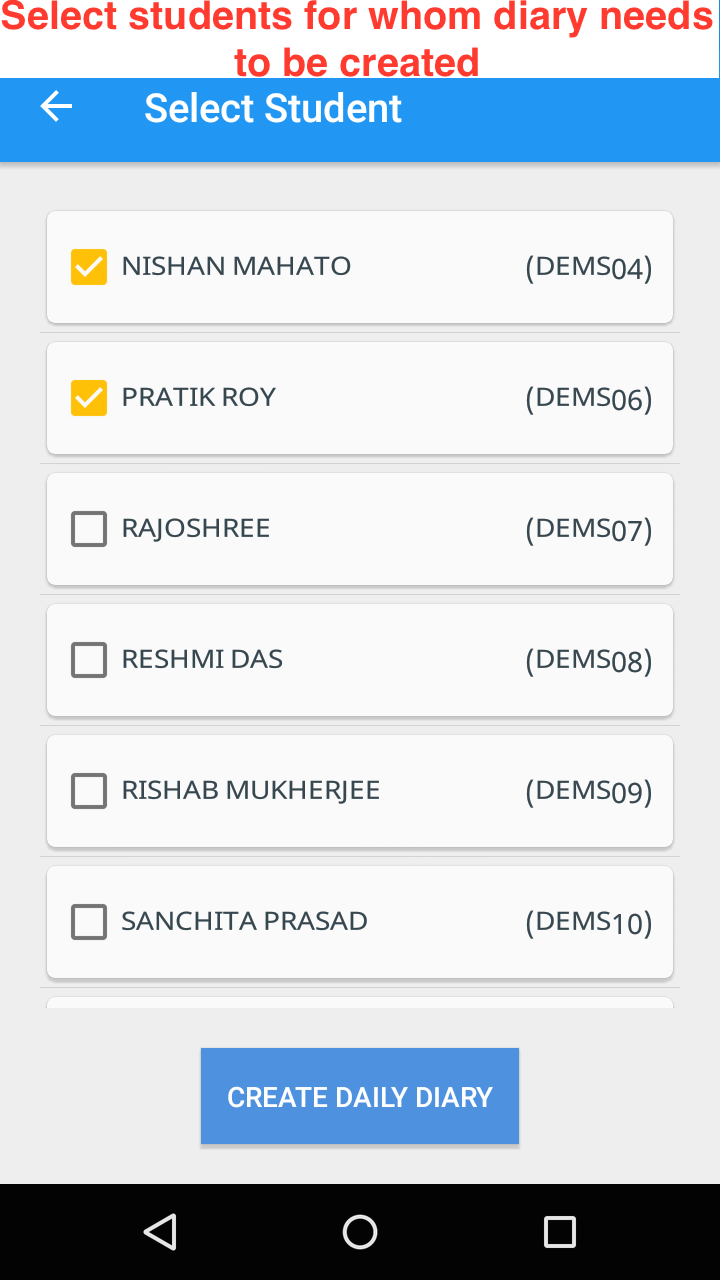 Select students for whom diary needs
to be created
Select Student
NISHAN MAHATO (DEMS04)
PRATIK ROY (DEMS06)
RAJOSHREE (DEMS07)
RESHMI DAS (DEMS08)
RISHAB MUKHERJEE (DEMS09)
SANCHITA PRASAD (DEMS10)
CREATE DAILY DIARY